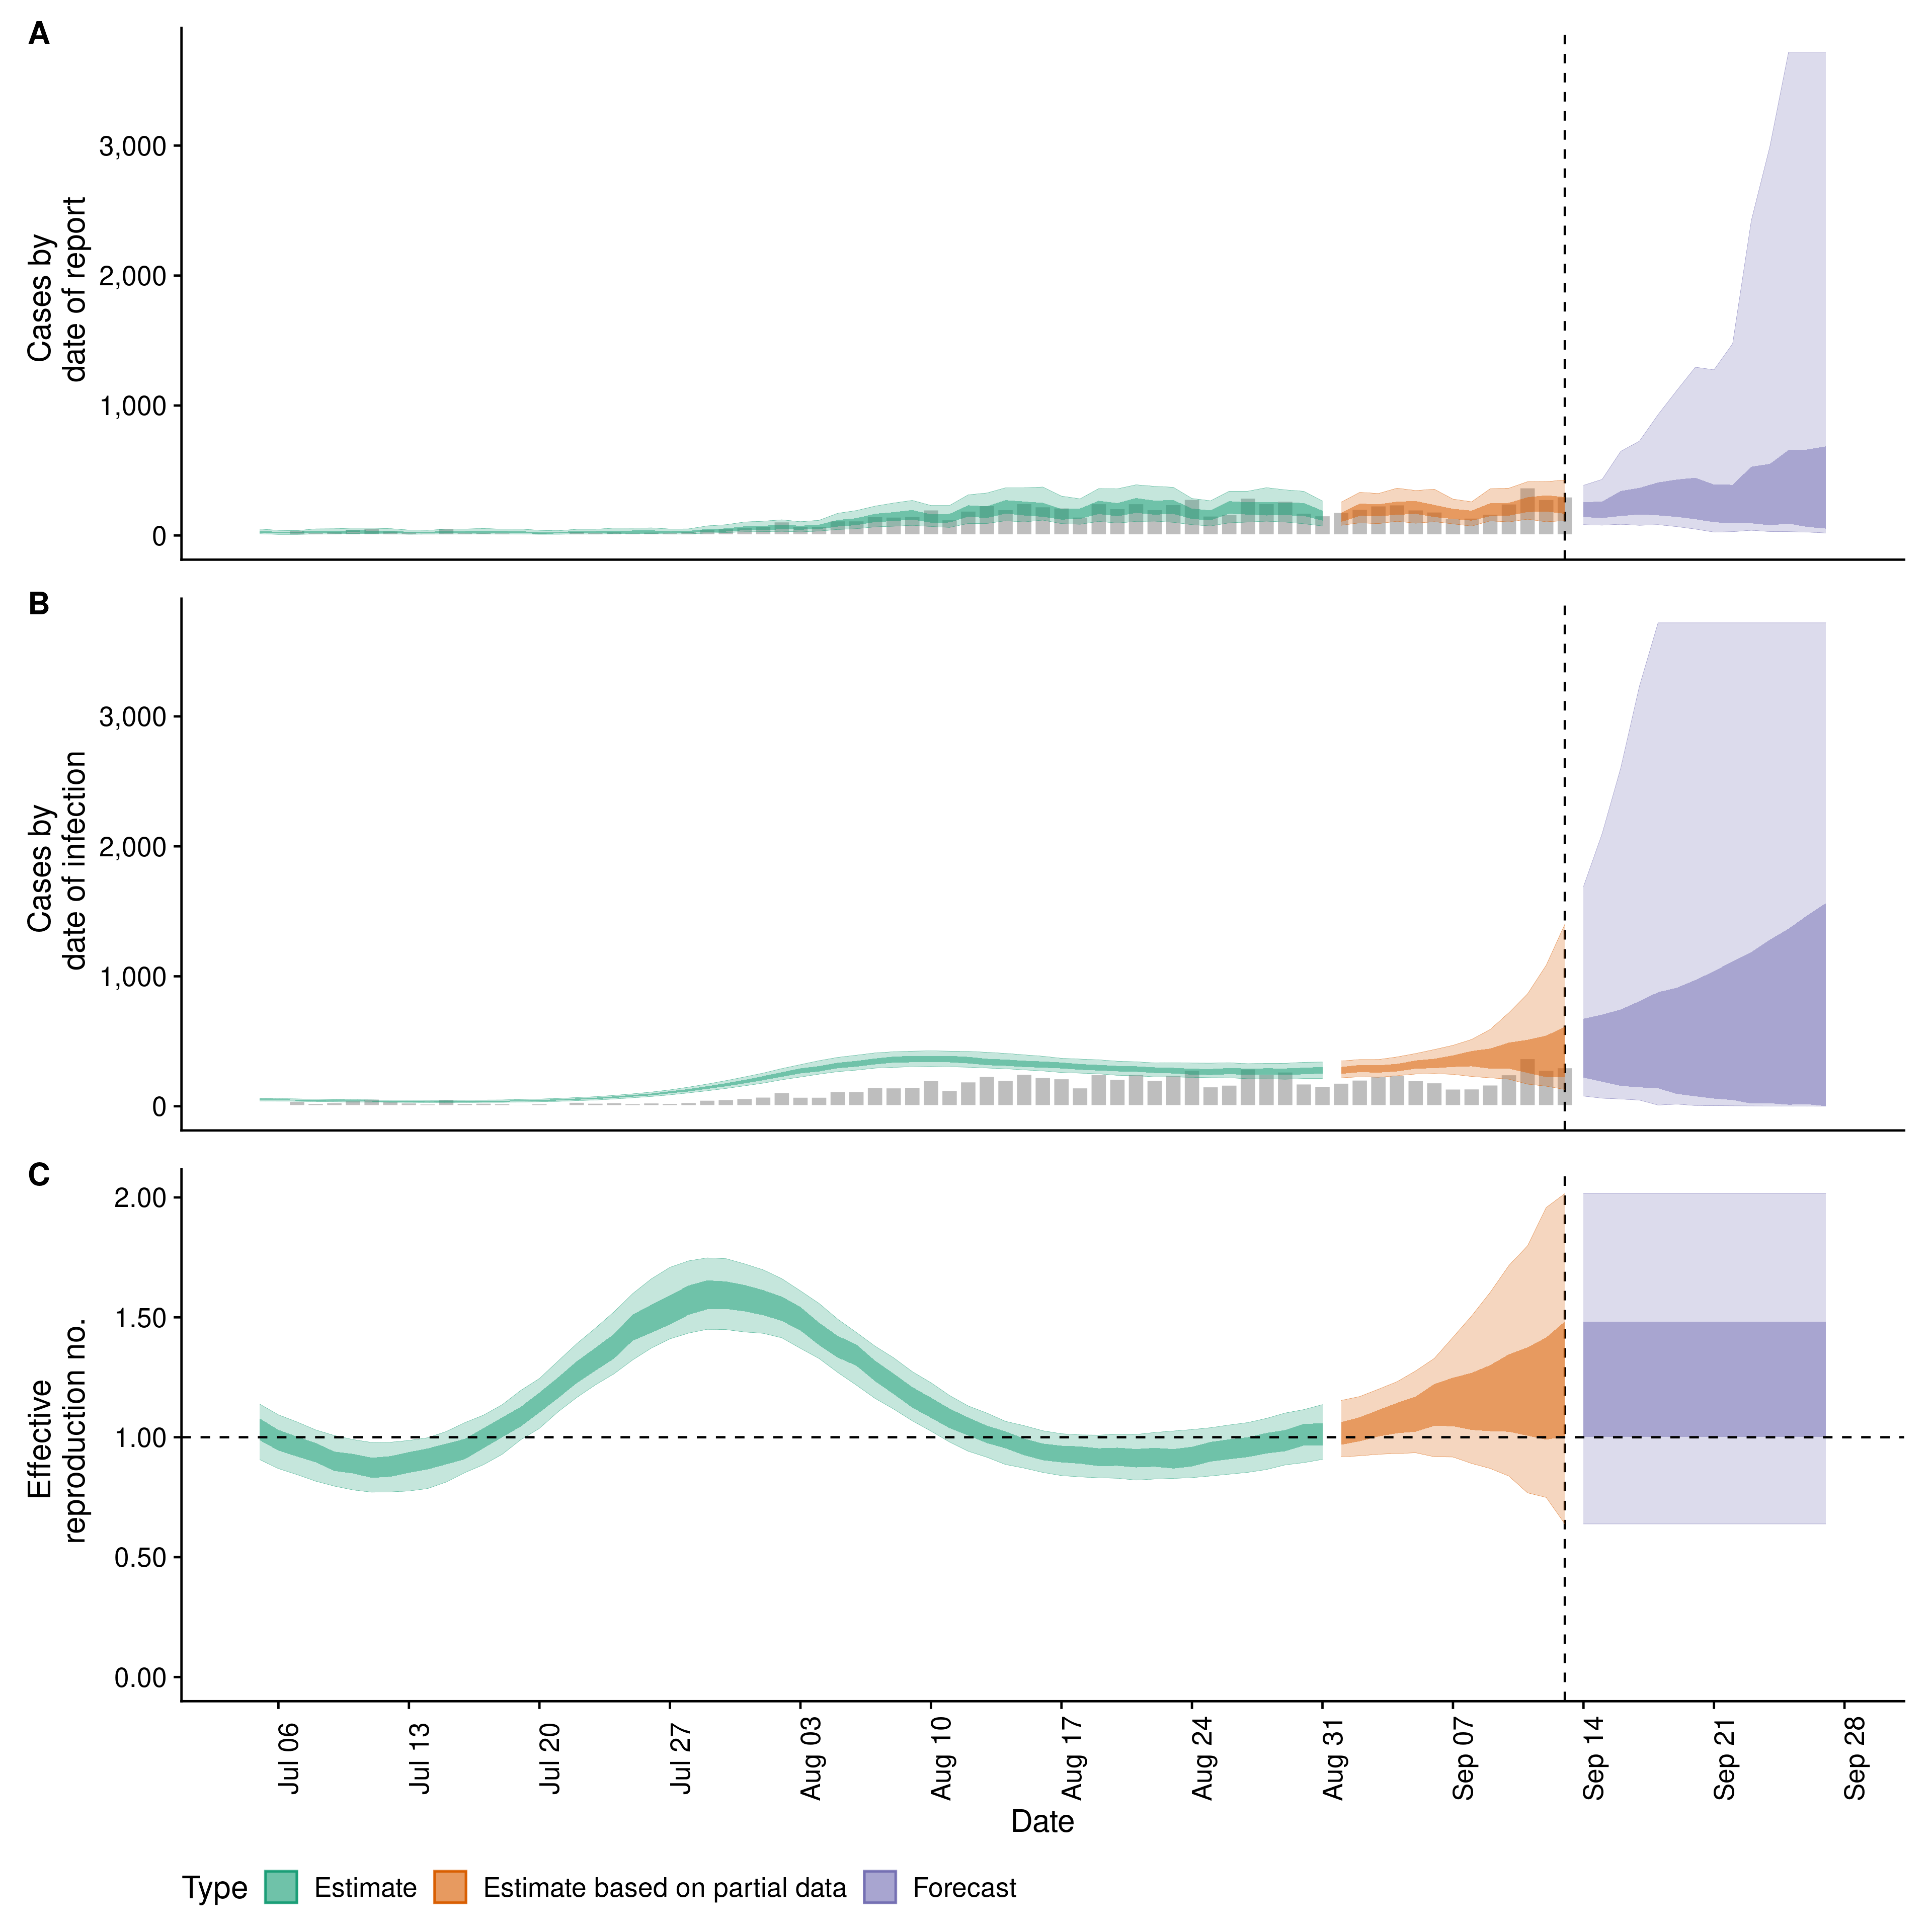 A
Cases by
date of report
3,000
2,000
1,000
0
B
Cases by
date of infection
3,000
2,000
1,000
0
C
Effective
reproduction no.
2.00
1.50
1.00
0.50
0.00
Jul 06
Jul 13
Jul 20
Jul 27
Aug 03
Aug 10
Aug 17
Aug 24
Aug 31
Sep 07
Sep 14
Sep 21
Sep 28
Date
Type Estimate Estimate based on partial data Forecast